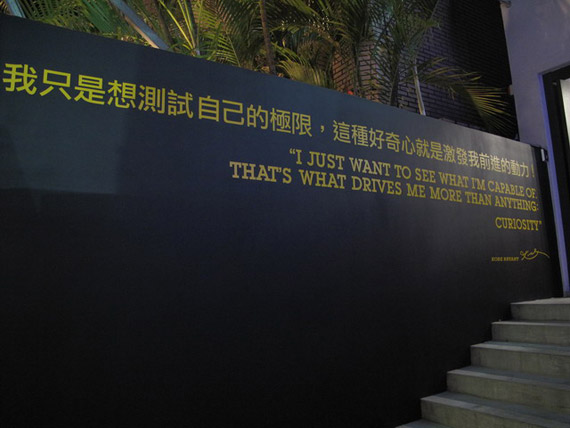 我只是想測試自己的極限，這種好奇心就是激發我前進的動力！
"I JUST WANT TO SEE WHAT I'M CAPABLE OF.
THAT'S WHAT DRIVES ME MORE THAN ANYTHING:
CURIOSITY"
KOBE BRYANT